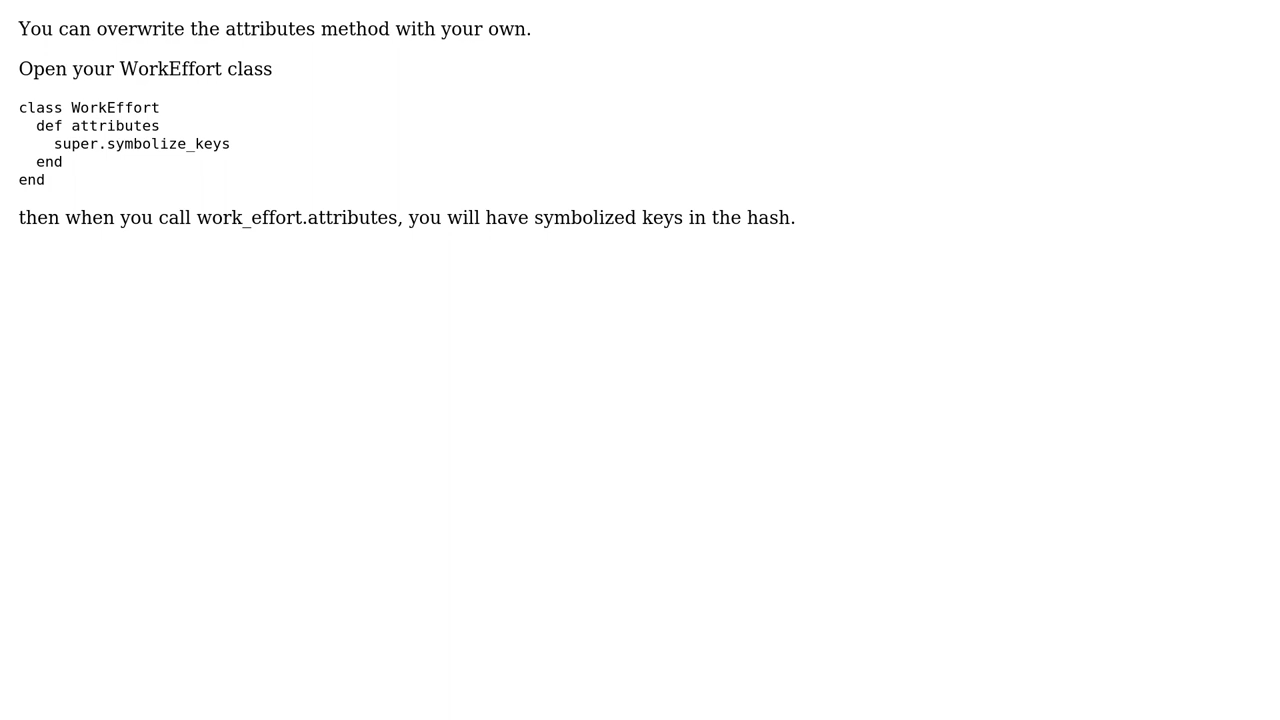 You can overwrite the attributes method with your own.
Open your WorkEffort class
class WorkEffort
  def attributes
    super.symbolize_keys
  end
end
then when you call work_effort.attributes, you will have symbolized keys in the hash.